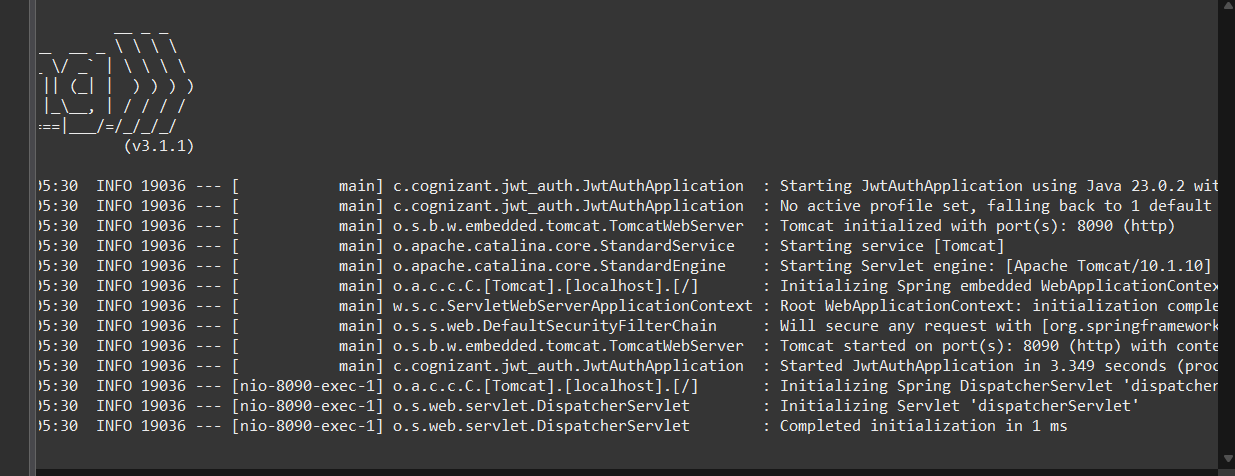 (v3.1.1)
05:30  INFO 19036 --- [           main] c.cognizant.jwt_auth.JwtAuthApplication  : Starting JwtAuthApplication using Java 23.0.2 wit
05:30  INFO 19036 --- [           main] c.cognizant.jwt_auth.JwtAuthApplication  : No active profile set, falling back to 1 default
05:30  INFO 19036 --- [           main] o.s.b.w.embedded.tomcat.TomcatWebServer  : Tomcat initialized with port(s): 8090 (http)
05:30  INFO 19036 --- [           main] o.apache.catalina.core.StandardService   : Starting service [Tomcat]
05:30  INFO 19036 --- [           main] o.apache.catalina.core.StandardEngine    : Starting Servlet engine: [Apache Tomcat/10.1.10]
05:30  INFO 19036 --- [           main] o.a.c.c.C.[Tomcat].[localhost].[/]       : Initializing Spring embedded WebApplicationContex
05:30  INFO 19036 --- [           main] w.s.c.ServletWebServerApplicationContext : Root WebApplicationContext: initialization comple
05:30  INFO 19036 --- [           main] o.s.s.web.DefaultSecurityFilterChain     : Will secure any request with [org.springframework
05:30  INFO 19036 --- [           main] o.s.b.w.embedded.tomcat.TomcatWebServer  : Tomcat started on port(s): 8090 (http) with conte
05:30  INFO 19036 --- [           main] c.cognizant.jwt_auth.JwtAuthApplication  : Started JwtAuthApplication in 3.349 seconds (proc
05:30  INFO 19036 --- [nio-8090-exec-1] o.a.c.c.C.[Tomcat].[localhost].[/]       : Initializing Spring DispatcherServlet 'dispatcher
05:30  INFO 19036 --- [nio-8090-exec-1] o.s.web.servlet.DispatcherServlet        : Initializing Servlet 'dispatcherServlet'
05:30  INFO 19036 --- [nio-8090-exec-1] o.s.web.servlet.DispatcherServlet        : Completed initialization in 1 ms